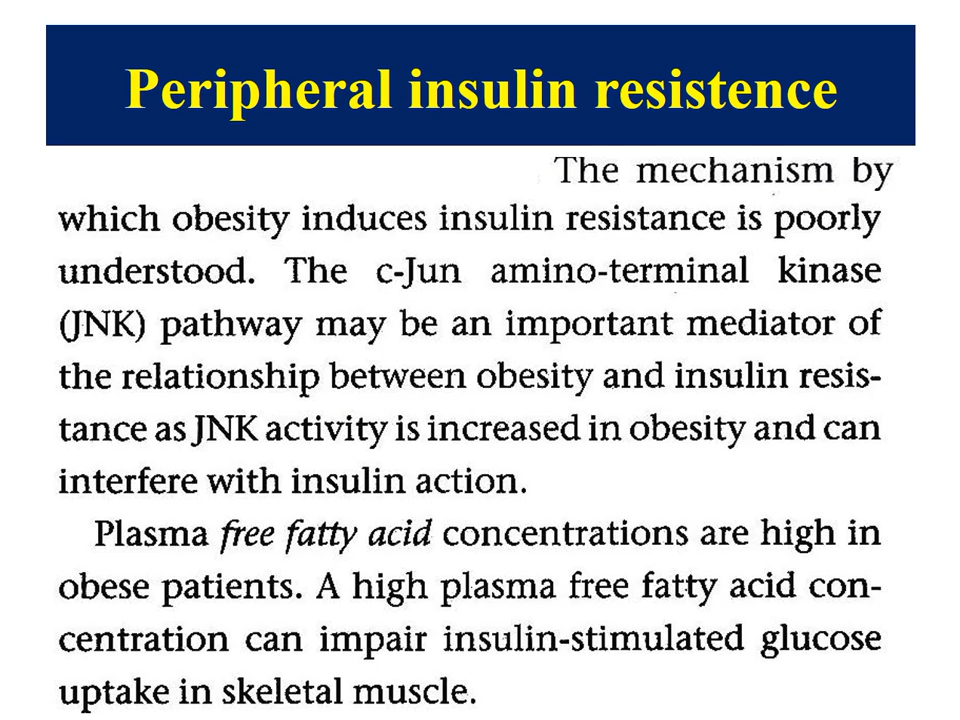 Peripheral insulin resistence
The mechanism by
which obesity induces insulin resistance is poorly
understood. The c-Jun amino-terminal kinase
(JNK) pathway may be an important mediator of
the relationship between obesity and insulin resis-
tance as JNK activity is increased in obesity and can
interfere with insulin action.
Plasma free fatty acid concentrations are high in
obese patients. A high plasma free fatty acid con-
centration can impair insulin-stimulated glucose
uptake in skeletal muscle.